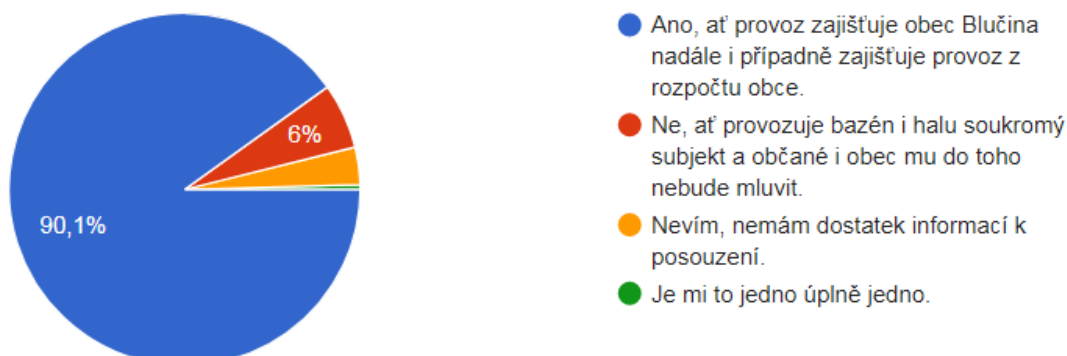 90,1%
6%
Ano, ať provoz zajišťuje obec Blučina
nadále i případně zajišťuje provoz z
rozpočtu obce.
Ne, ať provozuje bazén i halu soukromý
subjekt a občané i obec mu do toho
nebude mluvit.
Nevím, nemám dostatek informací k
posouzení.
Je mi to jedno úplně jedno.